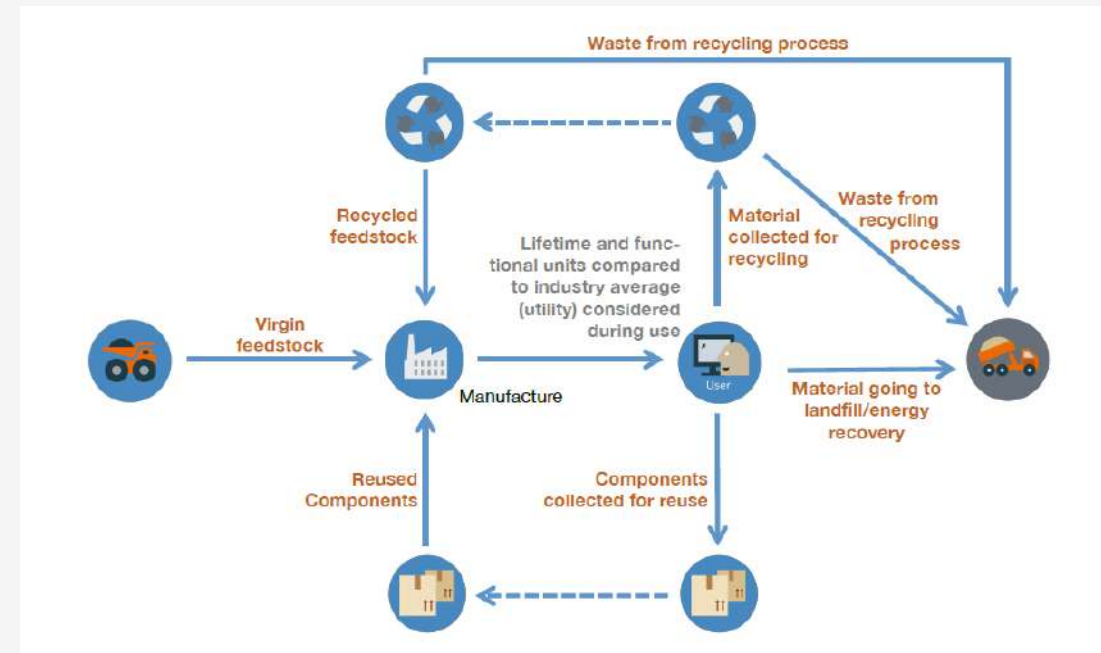 Waste from recycling process
Recycled
feedstock
Lifetime and func-
tional units compared
to industry average
(utility) considered
during use
Material
collected for
recycling
Waste from
recycling
process
Virgin
feedstock
Manufacture
User
Material going to
landfill/energy
recovery
Reused
Components
Components
collected for reuse